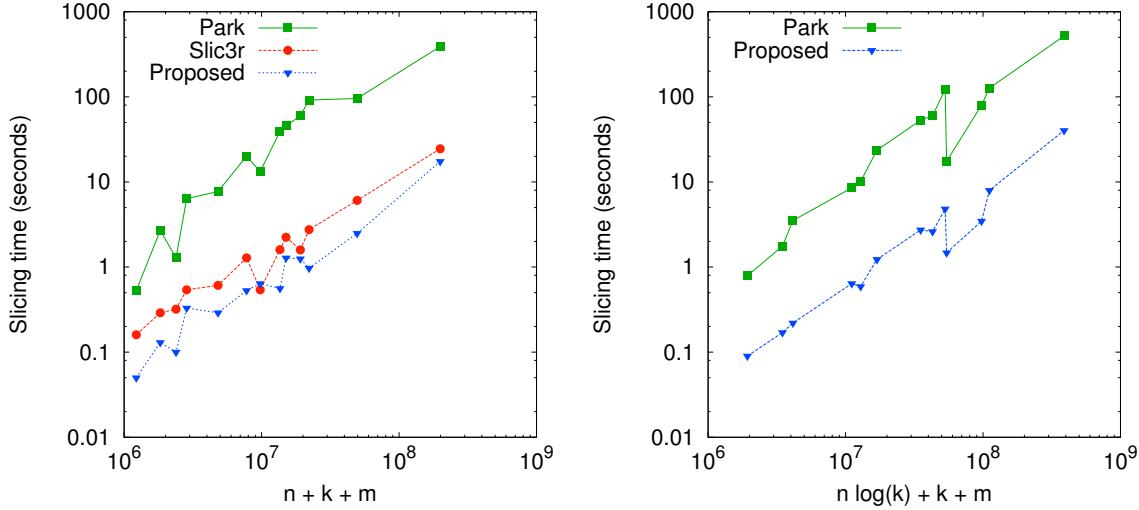 1000
100
10
1
0.1
0.01
Slicing time (seconds)
Park
Slic3r
Proposed
10^6
10^7
10^8
10^9
n + k + m
1000
100
10
1
0.1
0.01
Slicing time (seconds)
Park
Proposed
10^6
10^7
10^8
10^9
n log(k) + k + m